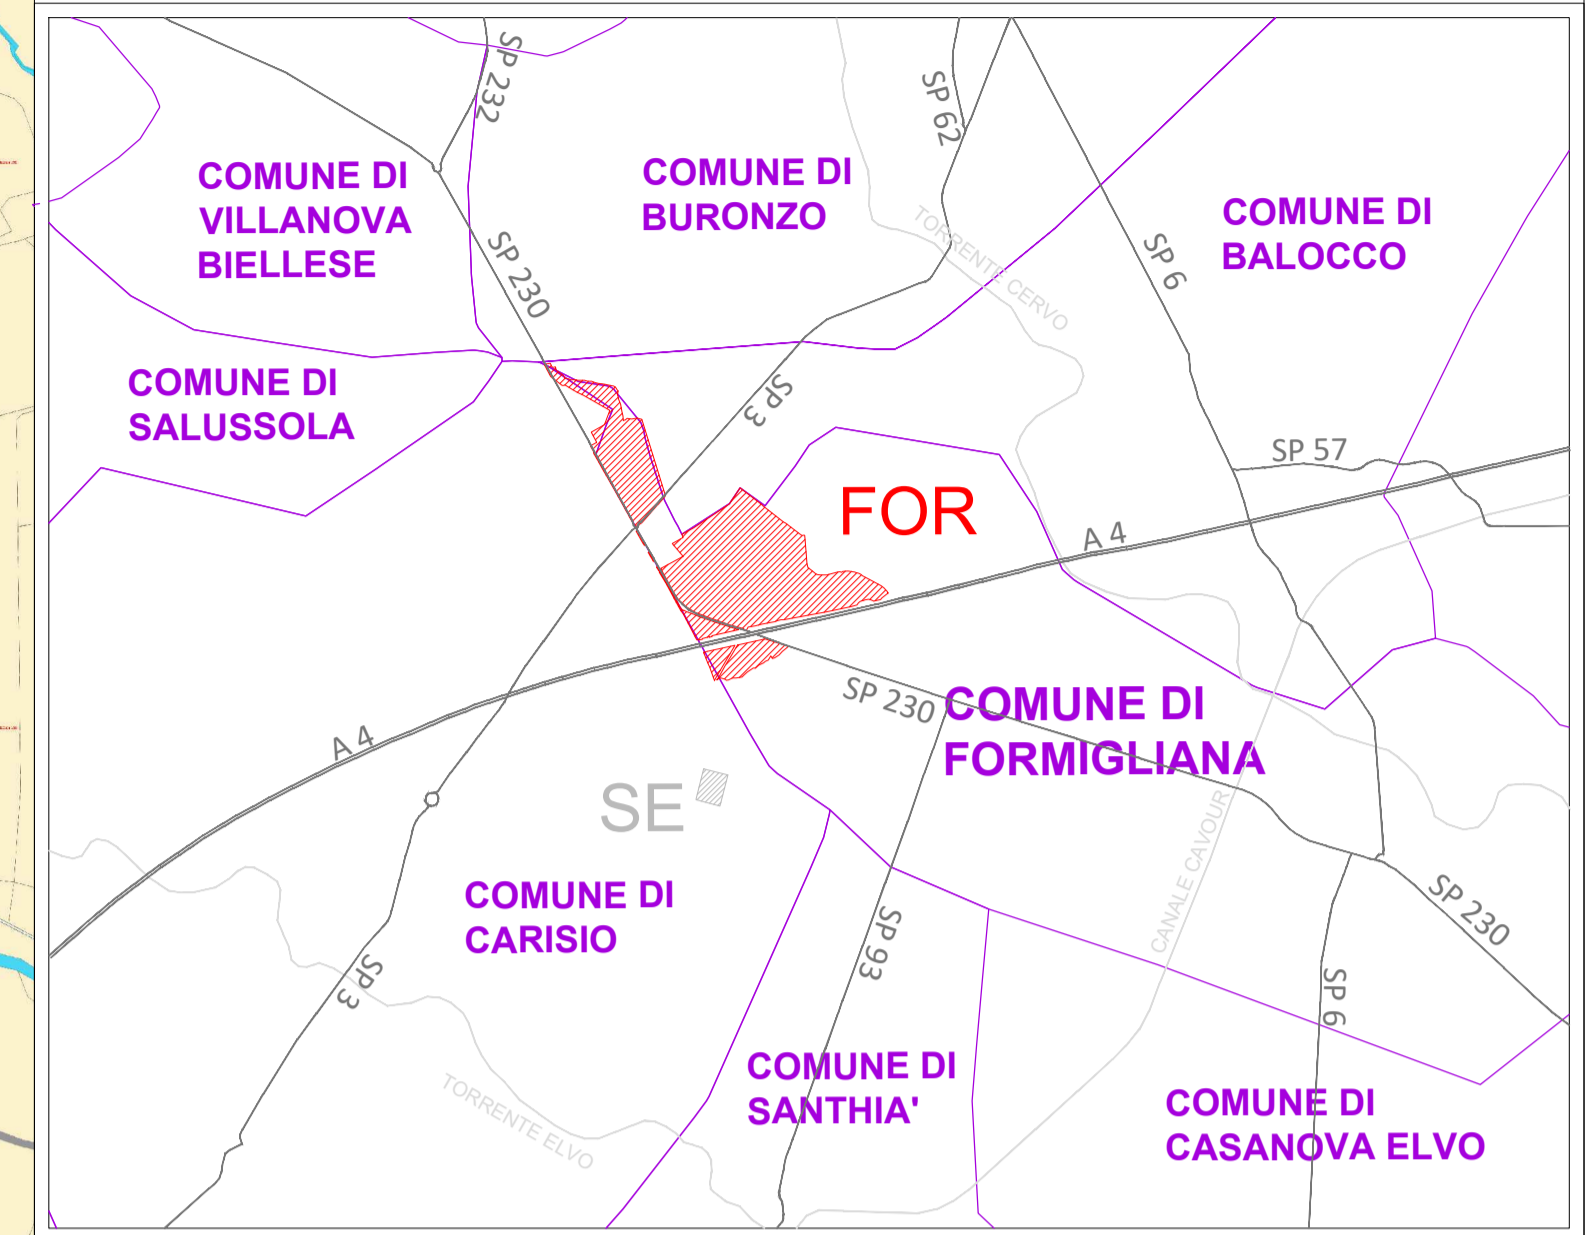 SP 232
SP 62
COMUNE DI
VILLANOVA
BIELLESE
COMUNE DI
BURONZO
COMUNE DI
BALOCCO
TORRENTE CERVO
SP 230
SP 6
COMUNE DI
SALUSSOLA
SP 3
SP 57
FOR
A 4
SP 230
COMUNE DI
FORMIGLIANA
A 4
SE
CANALE CAVOUR
COMUNE DI
CARISIO
SP 230
SP 93
SP 3
SP 6
COMUNE DI
SANTHIA'
TORRENTE ELVO
COMUNE DI
CASANOVA ELVO